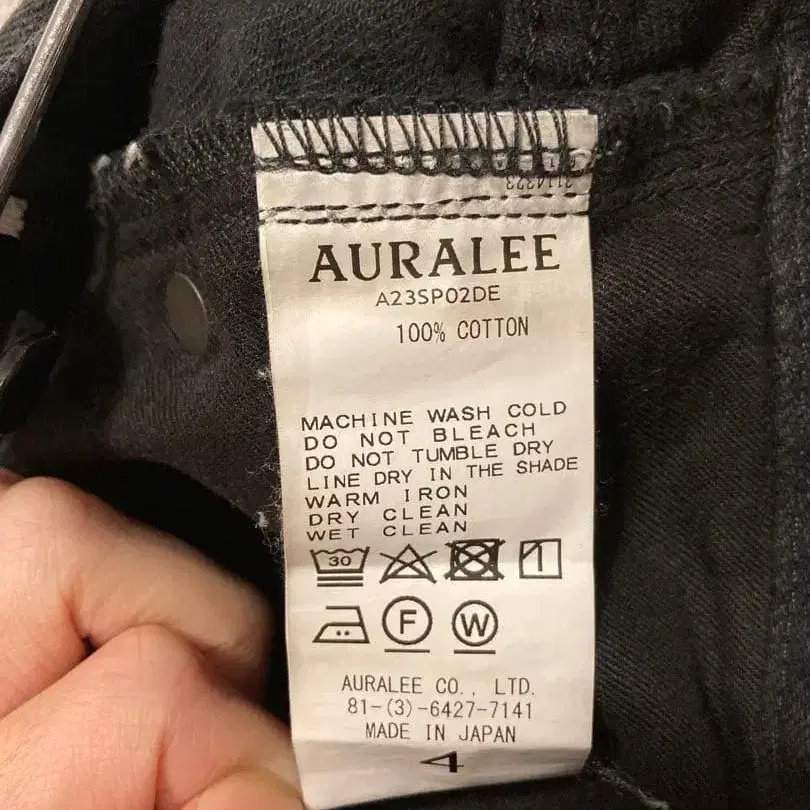 AURALEE
A23SP02DE
100% COTTON
MACHINE WASH COLD
DO NOT BLEACH
DO NOT TUMBLE DRY
LINE DRY IN THE SHADE
WARM IRON
DRY CLEAN
WET CLEAN
30
F W
AURALEE CO., LTD.
81-(3)-6427-7141
MADE IN JAPAN
4